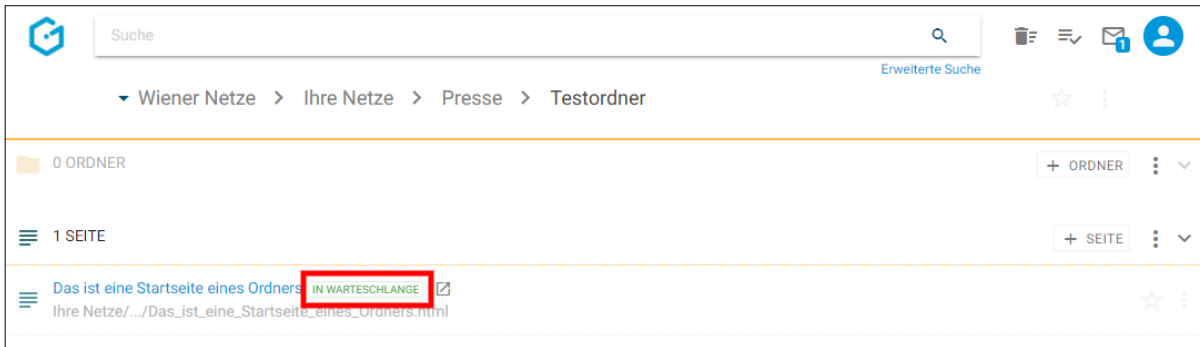 Suche
1
Erweiterte Suche
Wiener Netze > Ihre Netze > Presse > Testordner
0 ORDNER
+ ORDNER
1 SEITE
+ SEITE
Das ist eine Startseite eines Ordners IN WARTESCHLANGE
Ihre Netze/.../Das_ist_eine_Startseite_eines_Ordners.html